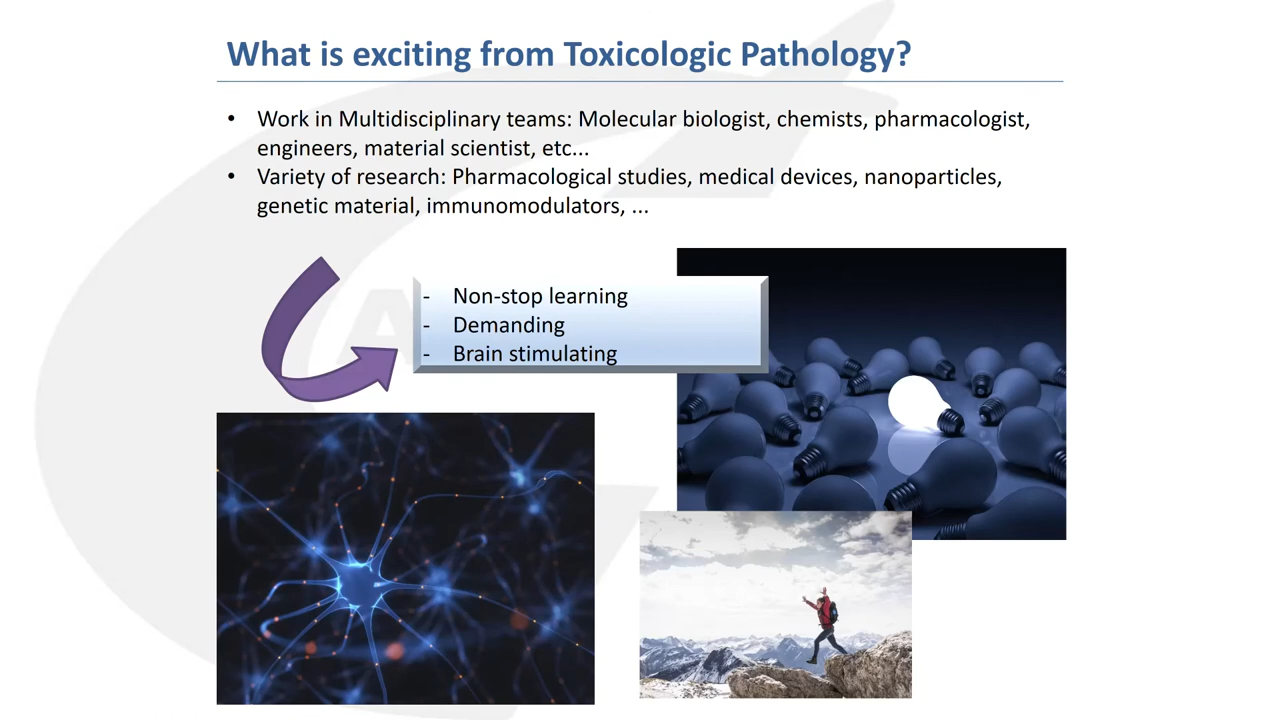 What is exciting from Toxicologic Pathology?
• Work in Multidisciplinary teams: Molecular biologist, chemists, pharmacologist,
engineers, material scientist, etc...
• Variety of research: Pharmacological studies, medical devices, nanoparticles,
genetic material, immunomodulators, ...
- Non-stop learning
- Demanding
- Brain stimulating